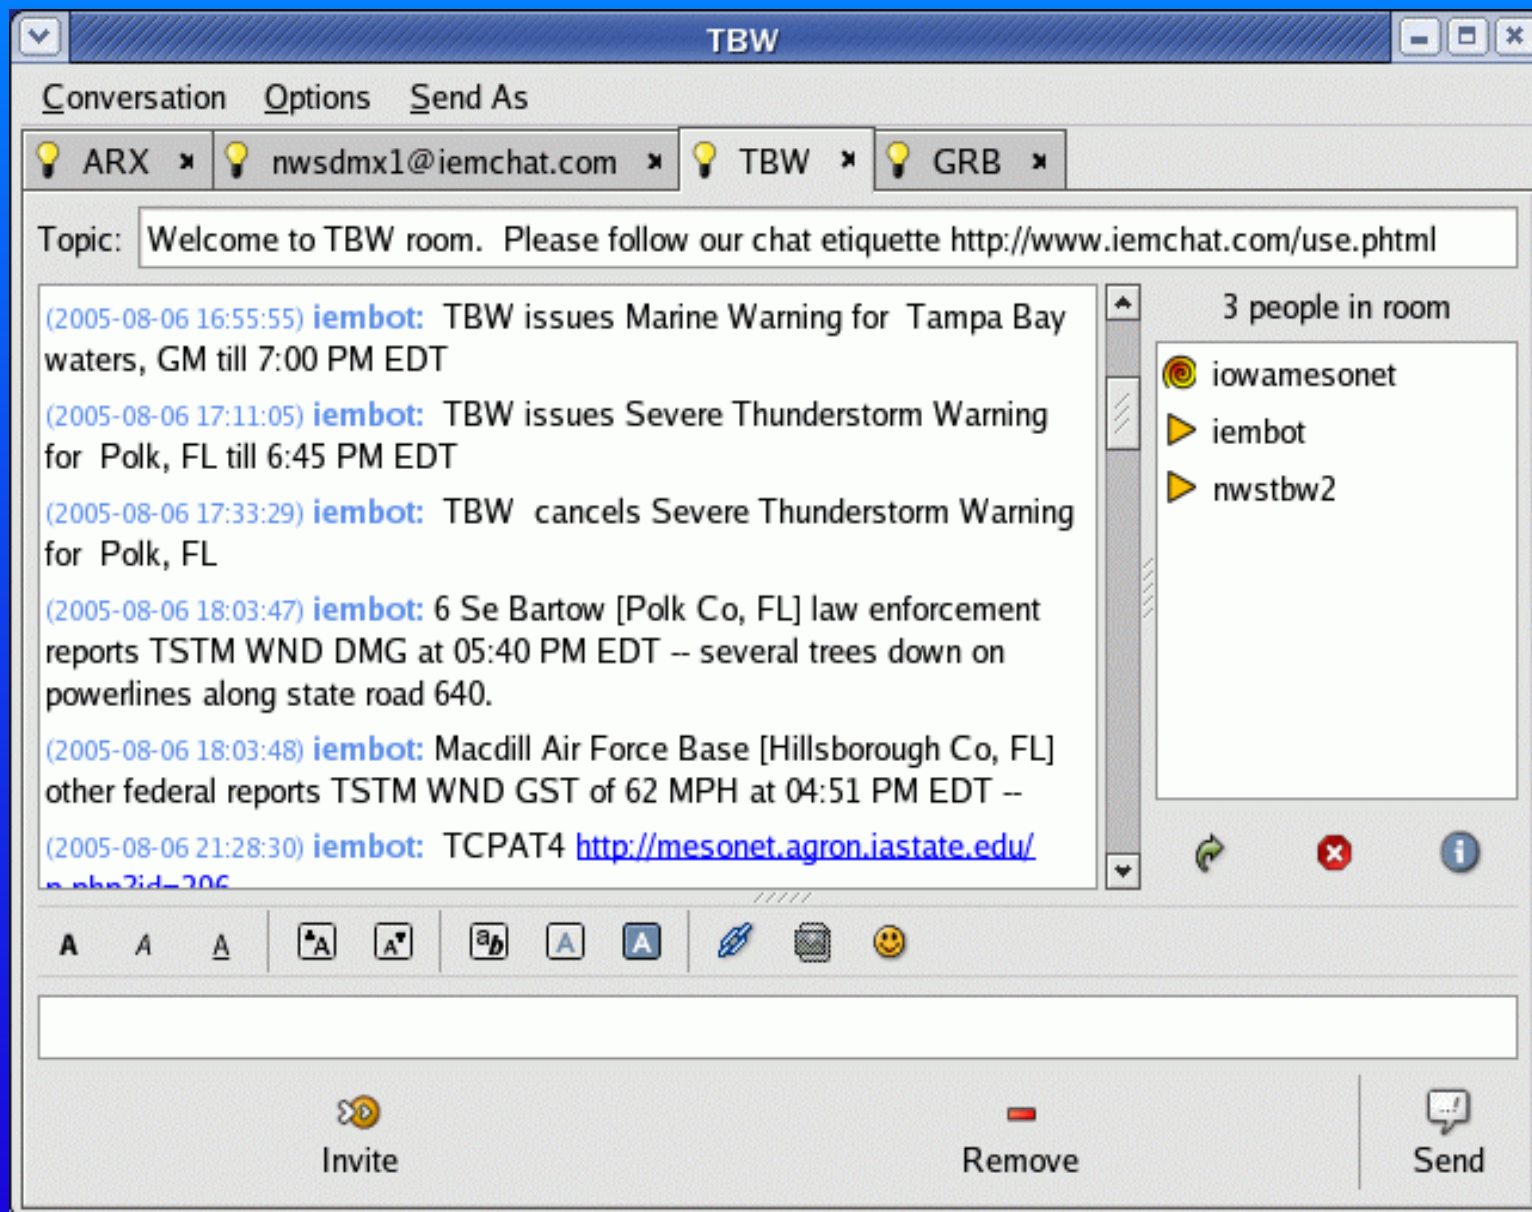 TBW
Conversation Options Send As
ARX nwsdmx1@iemchat.com TBW GRB
Topic: Welcome to TBW room.  Please follow our chat etiquette http://www.iemchat.com/use.phtml
(2005-08-06 16:55:55) iembot:  TBW issues Marine Warning for  Tampa Bay
waters, GM till 7:00 PM EDT
(2005-08-06 17:11:05) iembot:  TBW issues Severe Thunderstorm Warning
for  Polk, FL till 6:45 PM EDT
(2005-08-06 17:33:29) iembot:  TBW  cancels Severe Thunderstorm Warning
for  Polk, FL
(2005-08-06 18:03:47) iembot: 6 Se Bartow [Polk Co, FL] law enforcement
reports TSTM WND DMG at 05:40 PM EDT -- several trees down on
powerlines along state road 640.
(2005-08-06 18:03:48) iembot: Macdill Air Force Base [Hillsborough Co, FL]
other federal reports TSTM WND GST of 62 MPH at 04:51 PM EDT --
(2005-08-06 21:28:30) iembot:  TCPAT4 http://mesonet.agron.iastate.edu/
3 people in room
iowamesonet
iembot
nwstbw2
Invite
Remove
Send